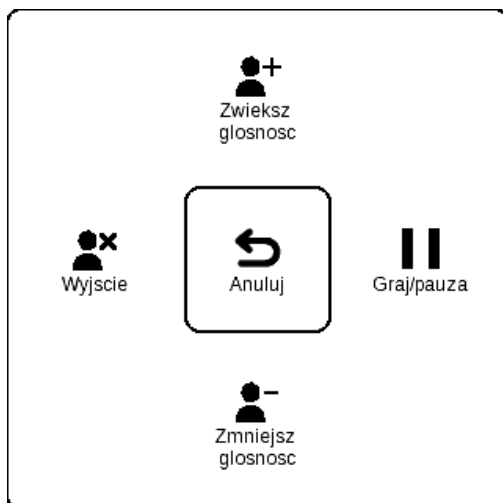 Zwieksz
glosnosc
Wyjscie
Anuluj
Graj/pauza
Zmniejsz
glosnosc